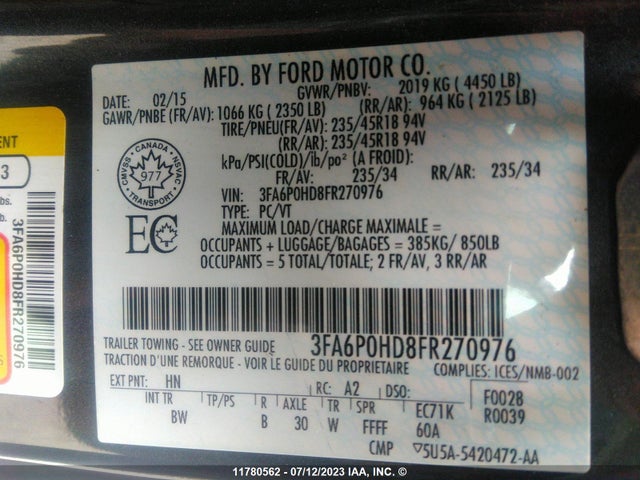 MFD. BY FORD MOTOR CO.
DATE: 02/15 GVWR/PNBV: 2019 KG ( 4450 LB)
GAWR/PNBE (FR/AV): 1066 KG ( 2350 LB) (RR/AR): 964 KG ( 2125 LB)
TIRE/PNEU(FR/AV): 235/45R18 94V
(RR/AR): 235/45R18 94V
kPa/PSI(COLD)/lb/po² (A FROID)
FR/AV: 235/34 RR/AR: 235/34
VIN: 3FA6P0HD8FR270976
TYPE: PC/VT
MAXIMUM LOAD/CHARGE MAXIMALE =
OCCUPANTS + LUGGAGE/BAGAGES = 385KG/ 850LB
OCCUPANTS = 5 TOTAL/TOTALE; 2 FR/AV, 3 RR/AR
CMVSS NSVAC
977
TRANSPORT
EC
3FA6P0HD8FR270976
TRAILER TOWING - SEE OWNER GUIDE
TRACTION D'UNE REMORQUE - VOIR LE GUIDE DU PROPRIETAIRE
COMPLIES: ICES/NMB-002
EXT PNT: HN RC: A2 DSO: F0028
INT TR TP/PS R AXLE TR SPR EC71K R0039
BW B 30 W FFFF 60A
CMP ▽5U5A-5420472-AA
ENT
3
bs.
b.
3FA6P0HD8FR270976
11780562 - 07/12/2023 IAA, Inc. ©